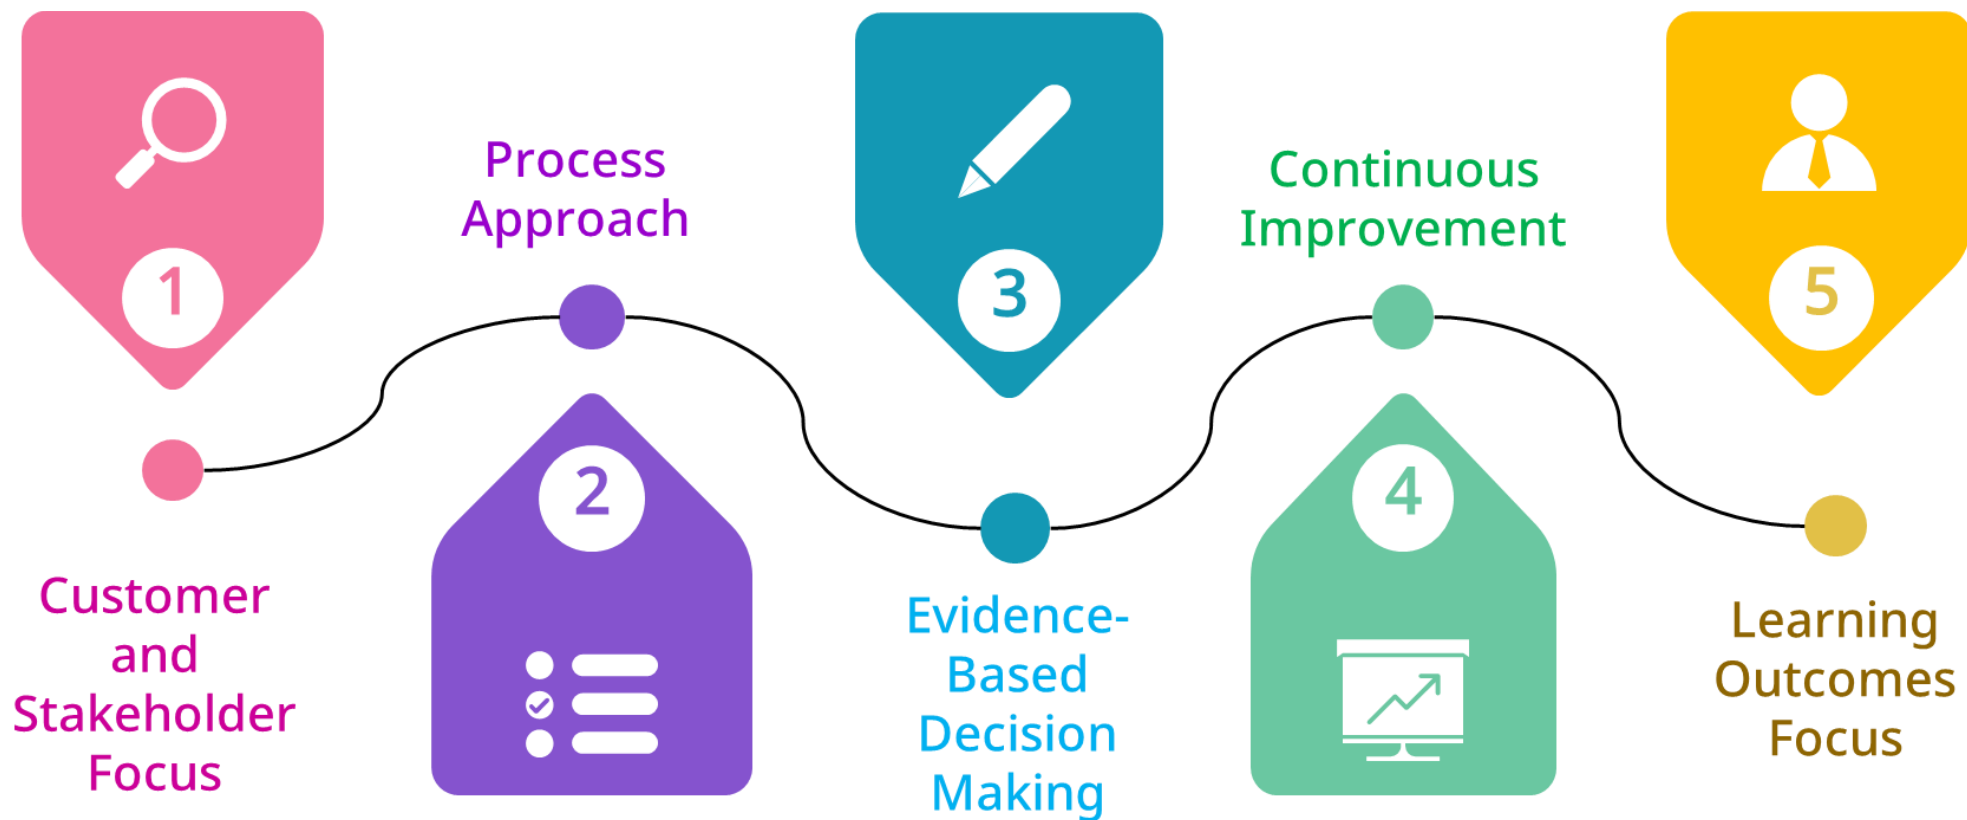 1
Customer
and
Stakeholder
Focus
Process
Approach
2
3
Evidence-
Based
Decision
Making
Continuous
Improvement
4
5
Learning
Outcomes
Focus